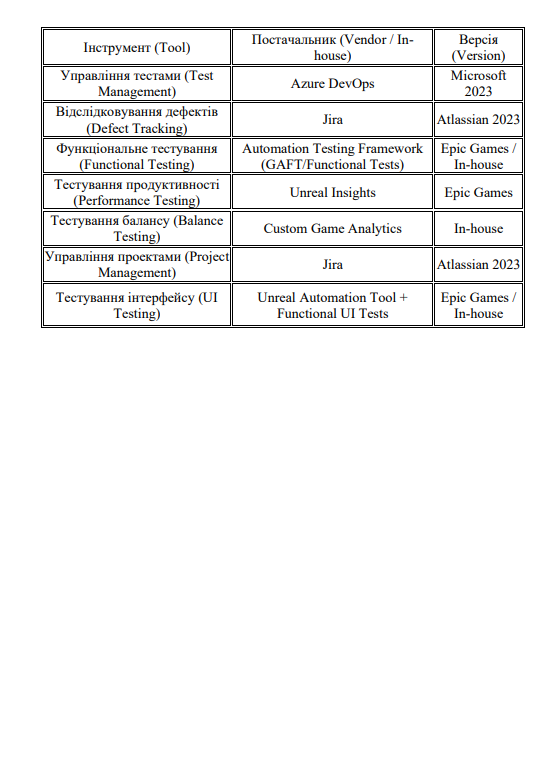 Інструмент (Tool)
Постачальник (Vendor / In-
house)
Версія
(Version)
Управління тестами (Test
Management)
Azure DevOps
Microsoft
2023
Відслідковування дефектів
(Defect Tracking)
Jira
Atlassian 2023
Функціональне тестування
(Functional Testing)
Automation Testing Framework
(GAFT/Functional Tests)
Epic Games /
In-house
Тестування продуктивності
(Performance Testing)
Unreal Insights
Epic Games
Тестування балансу (Balance
Testing)
Custom Game Analytics
In-house
Управління проектами (Project
Management)
Jira
Atlassian 2023
Тестування інтерфейсу (UI
Testing)
Unreal Automation Tool +
Functional UI Tests
Epic Games /
In-house